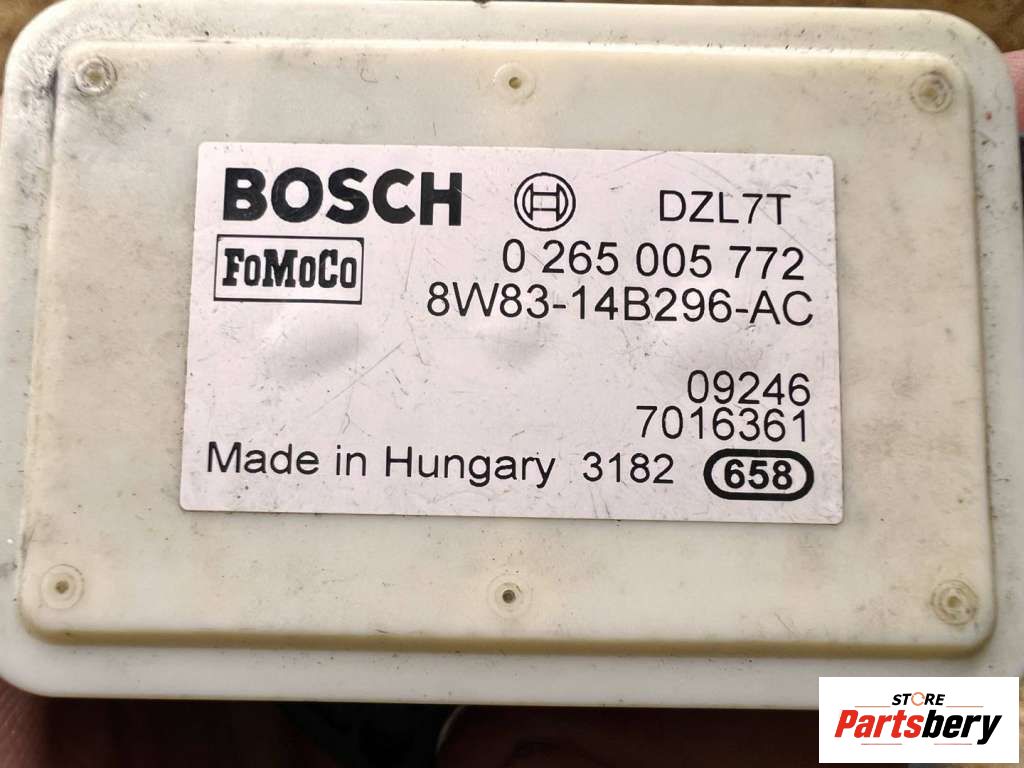 BOSCH DZL7T
FoMoCo 0 265 005 772
8W83-14B296-AC
09246
7016361
Made in Hungary 3182 658
STORE
Partsbery